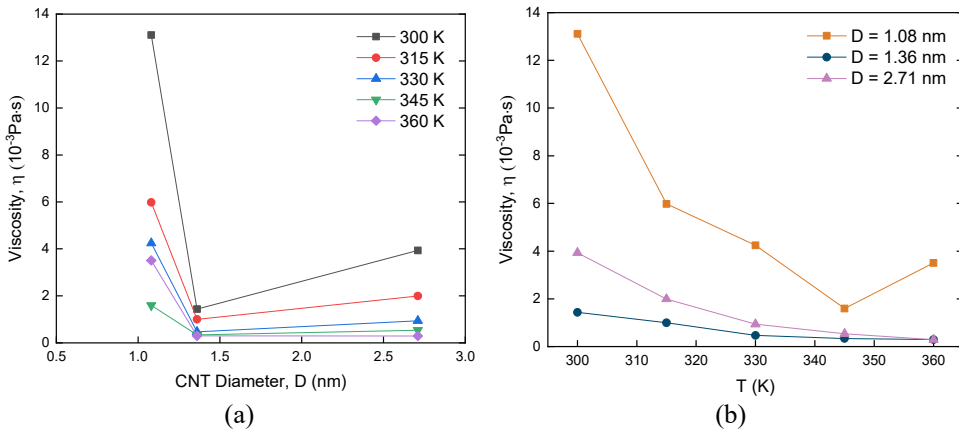 14
12
10
8
6
4
2
0
Viscosity, η (10⁻³Pa·s)
300 K
315 K
330 K
345 K
360 K
0.5 1.0 1.5 2.0 2.5 3.0
CNT Diameter, D (nm)
(a)
14
12
10
8
6
4
2
0
Viscosity, η (10⁻³Pa·s)
D = 1.08 nm
D = 1.36 nm
D = 2.71 nm
300 310 320 330 340 350 360
T (K)
(b)